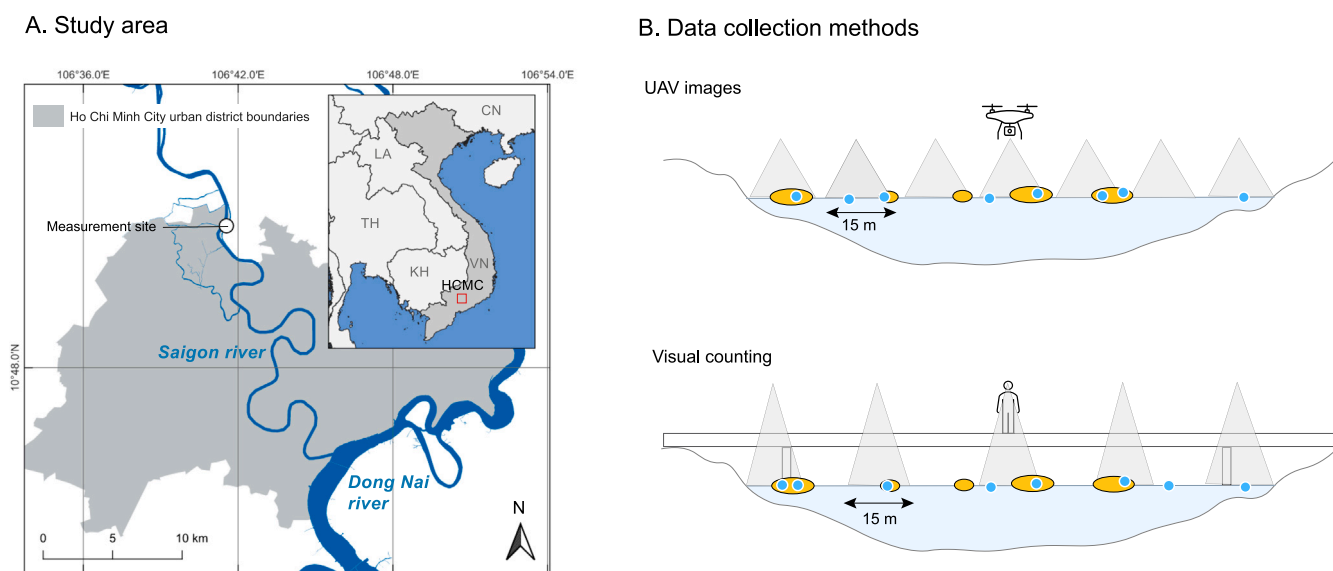 A. Study area
106°36.0'E
106°42.0'E
106°48.0'E
106°54.0'E
Ho Chi Minh City urban district boundaries
CN
LA
TH
KH
VN
HCMC
Measurement site
10°48.0'N
Saigon river
Dong Nai
river
N
0
5
10 km
B. Data collection methods
UAV images
15 m
Visual counting
15 m